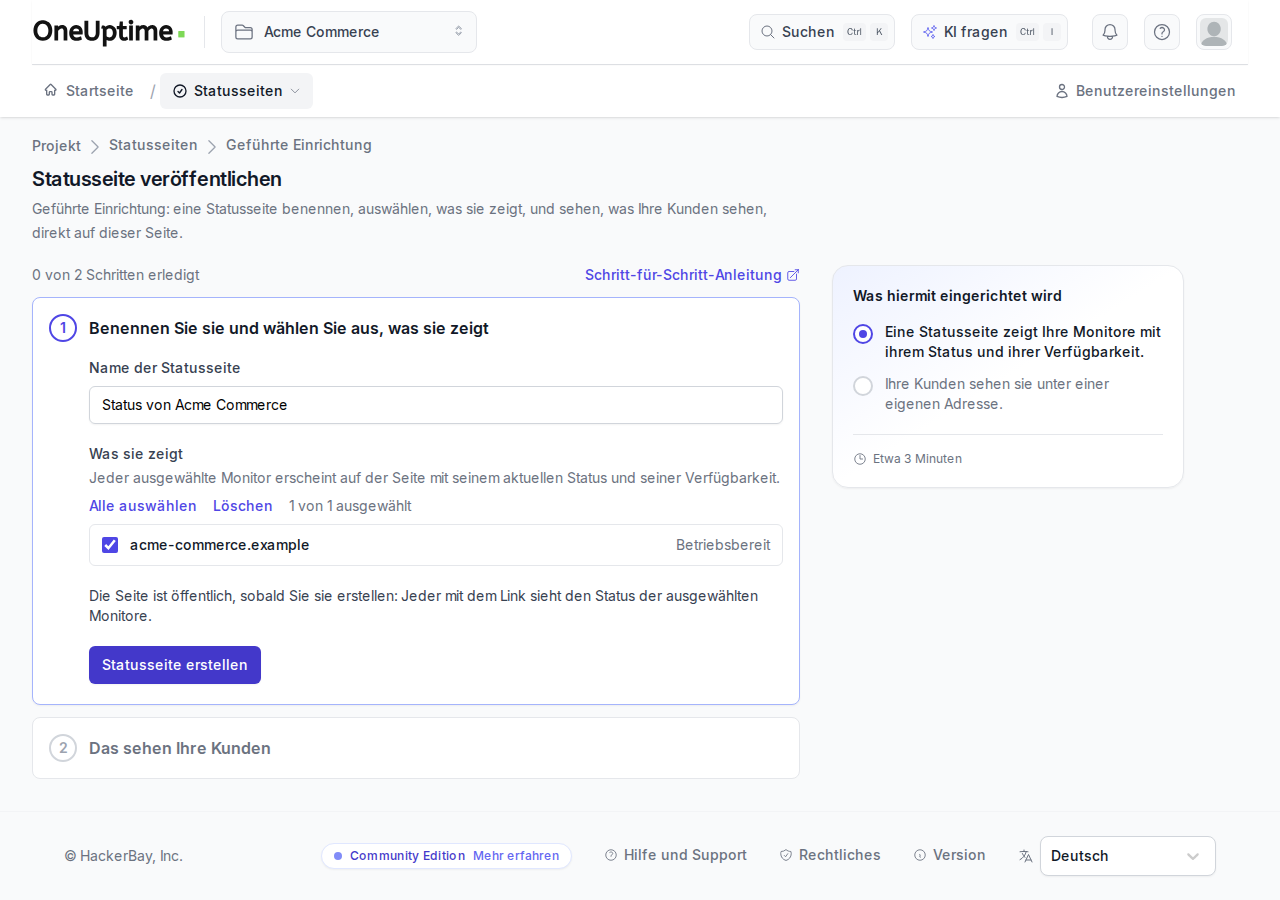 OneUptime
Acme Commerce
Suchen Ctrl K
KI fragen Ctrl I
Startseite / Statusseiten
Benutzereinstellungen
Projekt Statusseiten Geführte Einrichtung
Statusseite veröffentlichen
Geführte Einrichtung: eine Statusseite benennen, auswählen, was sie zeigt, und sehen, was Ihre Kunden sehen,
direkt auf dieser Seite.
0 von 2 Schritten erledigt
Schritt-für-Schritt-Anleitung
1 Benennen Sie sie und wählen Sie aus, was sie zeigt
Name der Statusseite
Status von Acme Commerce
Was sie zeigt
Jeder ausgewählte Monitor erscheint auf der Seite mit seinem aktuellen Status und seiner Verfügbarkeit.
Alle auswählen Löschen 1 von 1 ausgewählt
acme-commerce.example Betriebsbereit
Die Seite ist öffentlich, sobald Sie sie erstellen: Jeder mit dem Link sieht den Status der ausgewählten
Monitore.
Statusseite erstellen
2 Das sehen Ihre Kunden
Was hiermit eingerichtet wird
Eine Statusseite zeigt Ihre Monitore mit
ihrem Status und ihrer Verfügbarkeit.
Ihre Kunden sehen sie unter einer
eigenen Adresse.
Etwa 3 Minuten
© HackerBay, Inc.
Community Edition Mehr erfahren
Hilfe und Support
Rechtliches
Version
Deutsch